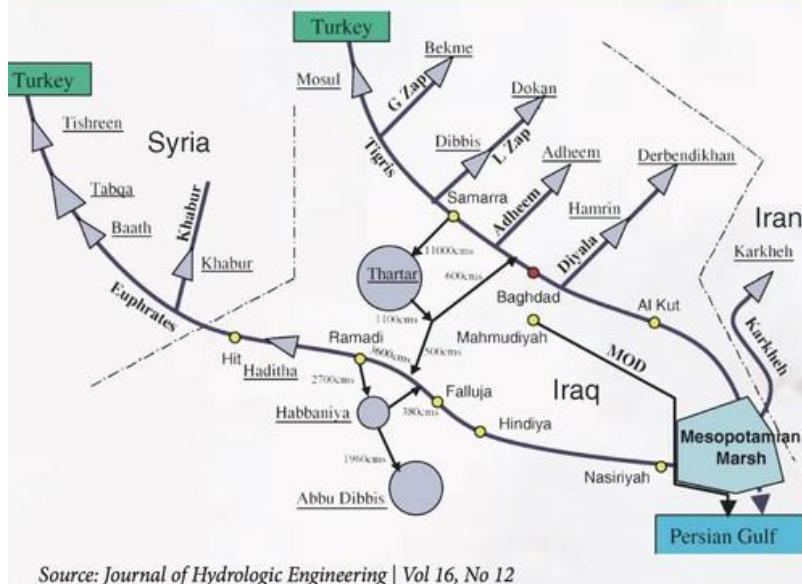 Turkey
Turkey
Mosul
G Zap
Bekme
Dokan
Tigris
Dibbis
L Zap
Adheem
Adheem
Derbendikhan
Hamrin
Diyala
Samarra
Tishreen
Syria
Tabqa
Baath
Khabur
Khabur
Euphrates
Iran
Karkheh
Karkheh
11000cms
Thartar
600cms
1100cms
Baghdad
Al Kut
Mahmudiyah
MOD
Hit
Haditha
Ramadi
3600cms
500cms
2700cms
Falluja
Iraq
Habbaniya
380cms
Hindiya
1960cms
Abbu Dibbis
Nasiriyah
Mesopotamian
Marsh
Persian Gulf
Source: Journal of Hydrologic Engineering | Vol 16, No 12